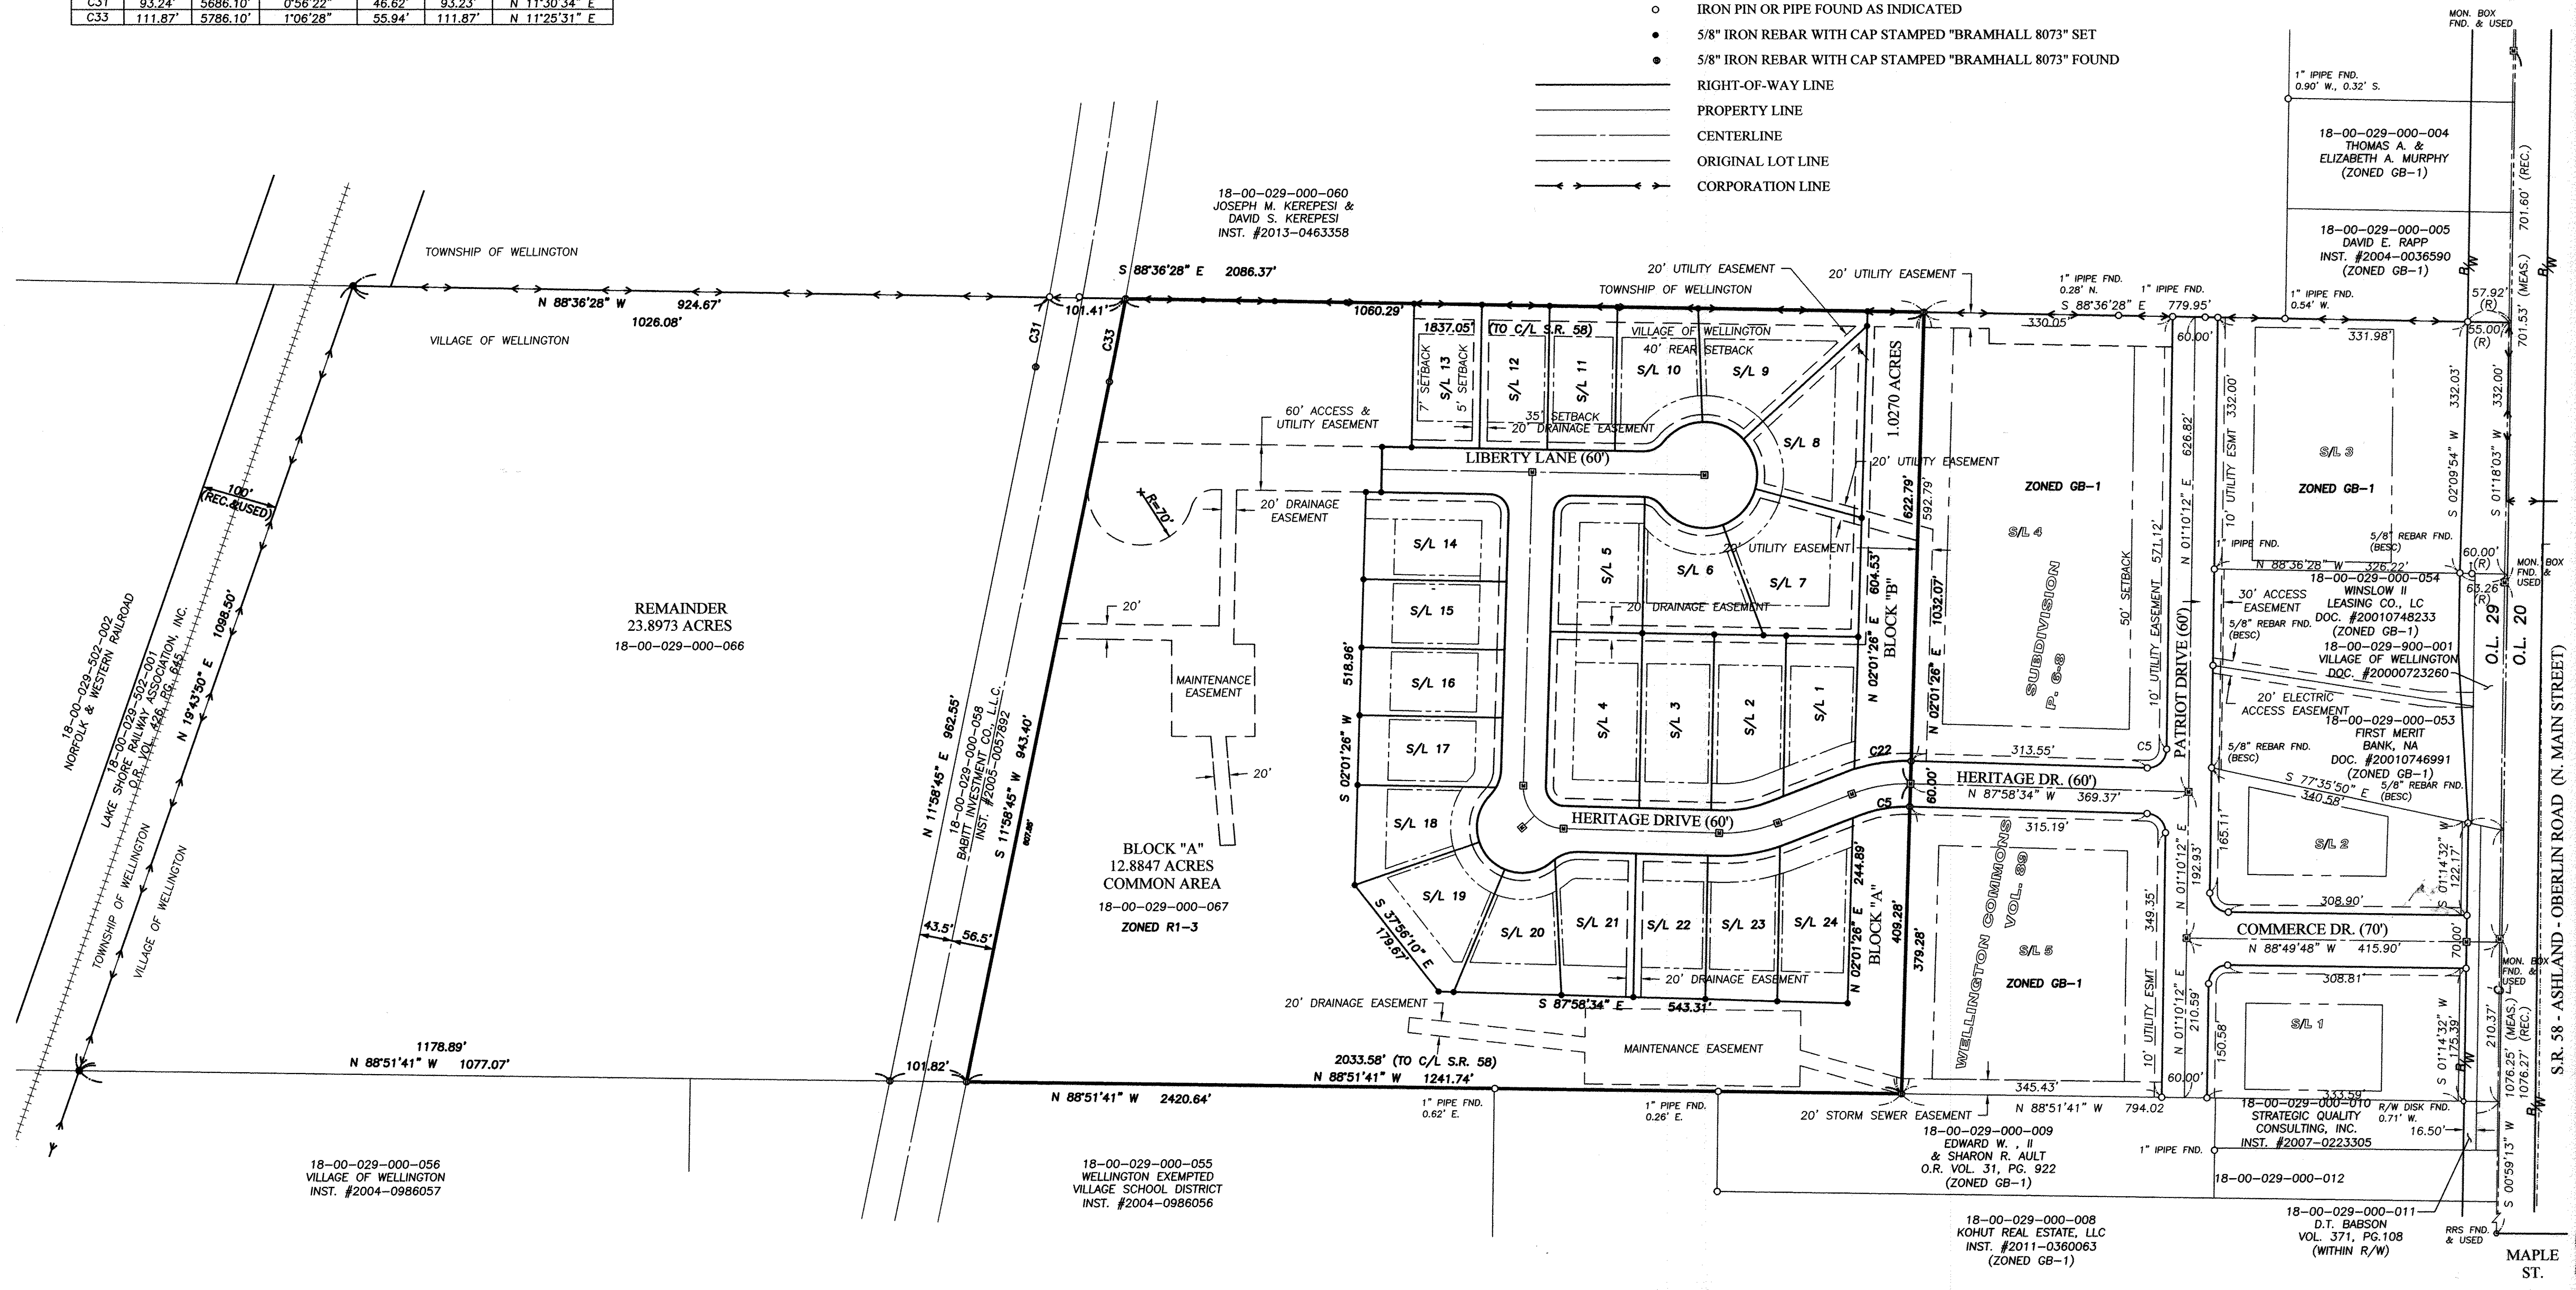 C31 93.24' 5686.10' 0°56'22" 46.62' 93.23' N 11°30'34" E
C33 111.87' 5786.10' 1°06'28" 55.94' 111.87' N 11°25'31" E
IRON PIN OR PIPE FOUND AS INDICATED
5/8" IRON REBAR WITH CAP STAMPED "BRAMHALL 8073" SET
5/8" IRON REBAR WITH CAP STAMPED "BRAMHALL 8073" FOUND
RIGHT-OF-WAY LINE
PROPERTY LINE
CENTERLINE
ORIGINAL LOT LINE
CORPORATION LINE
MON. BOX
FND. & USED
1" IPIPE FND.
0.90' W., 0.32' S.
18-00-029-000-004
THOMAS A. &
ELIZABETH A. MURPHY
(ZONED GB-1)
701.60' (REC.)
701.53' (MEAS.)
18-00-029-000-005
DAVID E. RAPP
INST. #2004-0036590
(ZONED GB-1)
R/W
R/W
18-00-029-000-060
JOSEPH M. KEREPESI &
DAVID S. KEREPESI
INST. #2013-0463358
TOWNSHIP OF WELLINGTON
N 88°36'28" W 924.67'
1026.08'
VILLAGE OF WELLINGTON
S 88°36'28" E 2086.37'
101.41'
C31
C33
1060.29'
1837.05' (TO C/L S.R. 58)
20' UTILITY EASEMENT
20' UTILITY EASEMENT
TOWNSHIP OF WELLINGTON
VILLAGE OF WELLINGTON
40' REAR SETBACK
1" IPIPE FND.
0.28' N.
1" IPIPE FND.
S 88°36'28" E 779.95'
330.05'
60.00'
1" IPIPE FND.
0.54' W.
331.98'
57.92'
(R)
55.00'
(R)
7' SETBACK
S/L 13
5' SETBACK
S/L 12
S/L 11
S/L 10
S/L 9
35' SETBACK
20' DRAINAGE EASEMENT
S/L 8
1.0270 ACRES
60' ACCESS &
UTILITY EASEMENT
LIBERTY LANE (60')
20' UTILITY EASEMENT
R=70'
20' DRAINAGE
EASEMENT
100'
(REC.&USED)
622.79'
592.79'
ZONED GB-1
S/L 4
SUBDIVISION
P. 6-8
50' SETBACK
10' UTILITY EASEMENT 571.12'
N 01°10'12" E 626.82'
10' UTILITY ESMT 332.00'
S/L 3
ZONED GB-1
S 02°09'54" W 332.03'
S 01°18'03" W 332.00'
S/L 14
S/L 15
S/L 16
S/L 17
S/L 18
S/L 5
S/L 6
S/L 7
20' UTILITY EASEMENT
20' DRAINAGE EASEMENT
S/L 4
S/L 3
S/L 2
S/L 1
N 02°01'26" E 604.53'
BLOCK "B"
N 02°01'26" E 1032.07'
1" IPIPE FND.
5/8" REBAR FND.
(BESC)
N 88°36'28" W 326.22'
60.00'
(R)
MON. BOX
FND. &
USED
65.26'
(R)
18-00-029-000-054
WINSLOW II
LEASING CO., LC
DOC. #20010748233
(ZONED GB-1)
30' ACCESS
EASEMENT
5/8" REBAR FND.
(BESC)
18-00-029-900-001
VILLAGE OF WELLINGTON
DOC. #20000723260
O.L. 29
O.L. 20
20' ELECTRIC
ACCESS EASEMENT
18-00-029-000-053
FIRST MERIT
BANK, NA
DOC. #20010746991
(ZONED GB-1)
5/8" REBAR FND.
(BESC)
S 77°35'50" E
340.58'
5/8" REBAR FND.
(BESC)
PATRIOT DRIVE (60')
REMAINDER
23.8973 ACRES
18-00-029-000-066
18-00-029-502-002
NORFOLK & WESTERN RAILROAD
18-00-029-502-001
LAKE SHORE RAILWAY ASSOCIATION, INC.
O.R. VOL. 426, PG. 645
N 19°43'50" E 1098.50'
TOWNSHIP OF WELLINGTON
VILLAGE OF WELLINGTON
20'
MAINTENANCE
EASEMENT
20'
518.96'
S 02°01'26" W
N 11°58'45" E 962.55'
18-00-029-000-058
BABITT INVESTMENT CO., L.L.C.
INST. #2005-0057892
S 11°58'45" W 943.40'
BLOCK "A"
12.8847 ACRES
COMMON AREA
18-00-029-000-067
ZONED R1-3
43.5'
56.5'
C22
313.55'
C5
HERITAGE DR. (60')
N 87°58'34" W 369.37'
60.00'
C5
HERITAGE DRIVE (60')
315.19'
S/L 19
S/L 20
S/L 21
S/L 22
S/L 23
S/L 24
S 37°56'10" E
179.67'
N 02°01'26" E 244.89'
BLOCK "A"
409.28'
379.28'
WELLINGTON COMMONS
VOL. 89
S/L 5
ZONED GB-1
10' UTILITY ESMT 349.35'
N 01°10'12" E
192.93'
165.11'
S/L 2
S 01°14'32" W
122.17'
308.90'
COMMERCE DR. (70')
N 88°49'48" W 415.90'
70.00'
308.81'
MON. BOX
FND. &
USED
N 01°10'12" E
210.59'
150.58'
S/L 1
S 01°14'32" W
175.39'
R/W
210.37'
1076.25' (MEAS.)
1076.27' (REC.)
S.R. 58 - ASHLAND - OBERLIN ROAD (N. MAIN STREET)
20' DRAINAGE EASEMENT
S 87°58'34" E 543.31'
20' DRAINAGE EASEMENT
MAINTENANCE EASEMENT
1178.89'
N 88°51'41" W 1077.07'
101.82'
2033.58' (TO C/L S.R. 58)
N 88°51'41" W 1241.74'
N 88°51'41" W 2420.64'
1" PIPE FND.
0.62' E.
1" PIPE FND.
0.26' E.
20' STORM SEWER EASEMENT
345.43'
60.00'
N 88°51'41" W 794.02
333.59'
18-00-029-000-010
STRATEGIC QUALITY
CONSULTING, INC.
INST. #2007-0223305
R/W DISK FND.
0.71' W.
16.50'
R/W
1" IPIPE FND.
18-00-029-000-009
EDWARD W. , II
& SHARON R. AULT
O.R. VOL. 31, PG. 922
(ZONED GB-1)
18-00-029-000-012
S 00°59'13" W
18-00-029-000-056
VILLAGE OF WELLINGTON
INST. #2004-0986057
18-00-029-000-055
WELLINGTON EXEMPTED
VILLAGE SCHOOL DISTRICT
INST. #2004-0986056
18-00-029-000-008
KOHUT REAL ESTATE, LLC
INST. #2011-0360063
(ZONED GB-1)
18-00-029-000-011
D.T. BABSON
VOL. 371, PG.108
(WITHIN R/W)
RRS FND.
& USED
MAPLE
ST.